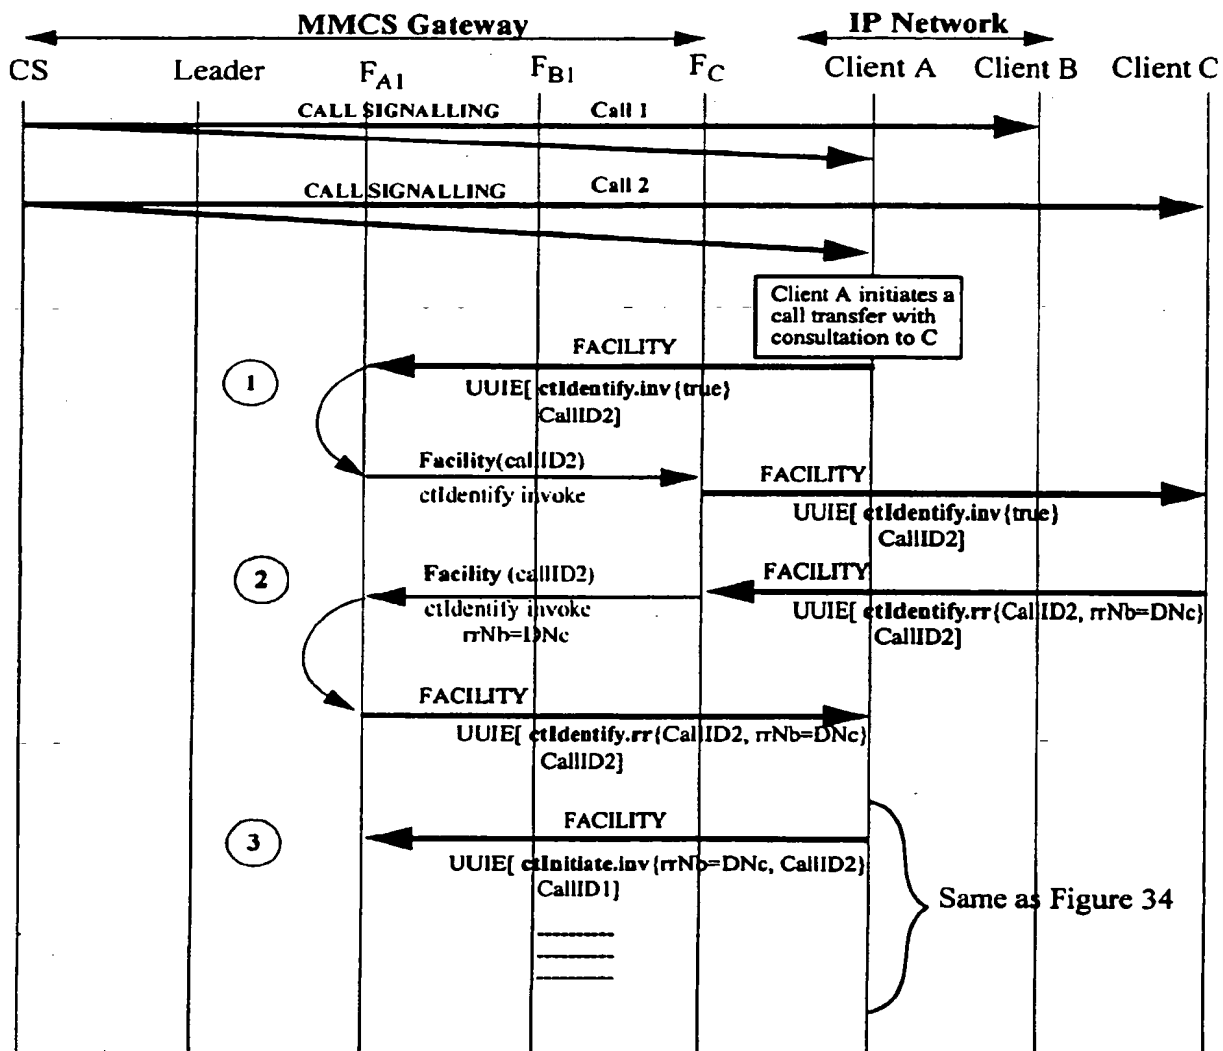 MMCS Gateway IP Network
CS Leader FA1 FB1 FC Client A Client B Client C
CALL SIGNALLING Call 1
CALL SIGNALLING Call 2
Client A initiates a
call transfer with
consultation to C
FACILITY
1
UUIE[ ctIdentify.inv{true}
CallID2]
Facility(callID2)
ctIdentify invoke
FACILITY
UUIE[ ctIdentify.inv{true}
CallID2]
2
Facility (callID2)
ctIdentify invoke
rrNb=DNc
FACILITY
UUIE[ ctIdentify.rr{CallID2, rrNb=DNc}
CallID2]
FACILITY
UUIE[ ctIdentify.rr{CallID2, rrNb=DNc}
CallID2]
3
FACILITY
UUIE[ ctInitiate.inv{rrNb=DNc, CallID2}
CallID1]
Same as Figure 34